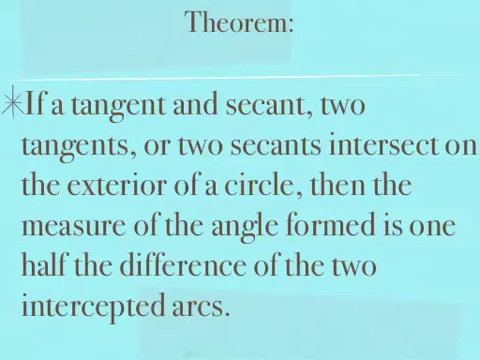 Theorem:
If a tangent and secant, two
tangents, or two secants intersect on
the exterior of a circle, then the
measure of the angle formed is one
half the difference of the two
intercepted arcs.